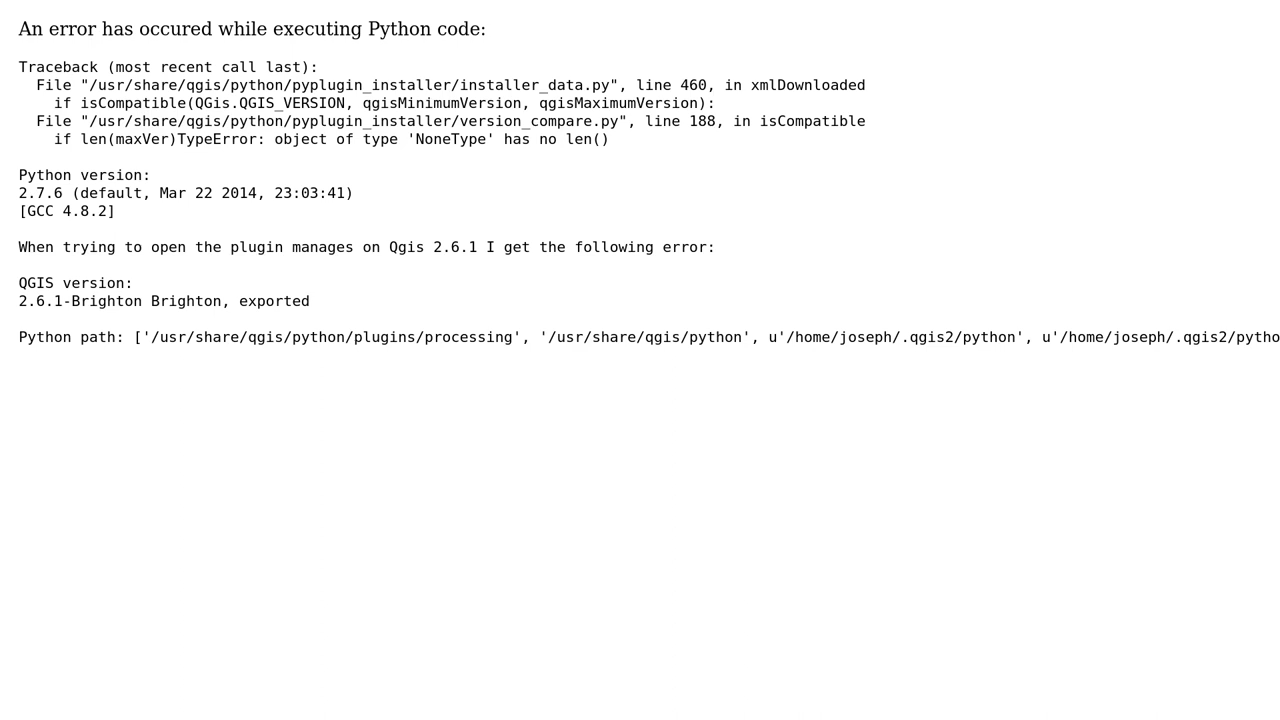 An error has occured while executing Python code:
Traceback (most recent call last):
File "/usr/share/qgis/python/pyplugin_installer/installer_data.py", line 460, in xmlDownloaded
if isCompatible(QGis.QGIS_VERSION, qgisMinimumVersion, qgisMaximumVersion):
File "/usr/share/qgis/python/pyplugin_installer/version_compare.py", line 188, in isCompatible
if len(maxVer)TypeError: object of type 'NoneType' has no len()
Python version:
2.7.6 (default, Mar 22 2014, 23:03:41)
[GCC 4.8.2]
When trying to open the plugin manages on Qgis 2.6.1 I get the following error:
QGIS version:
2.6.1-Brighton Brighton, exported
Python path: ['/usr/share/qgis/python/plugins/processing', '/usr/share/qgis/python', u'/home/joseph/.qgis2/python', u'/home/joseph/.qgis2/pytho